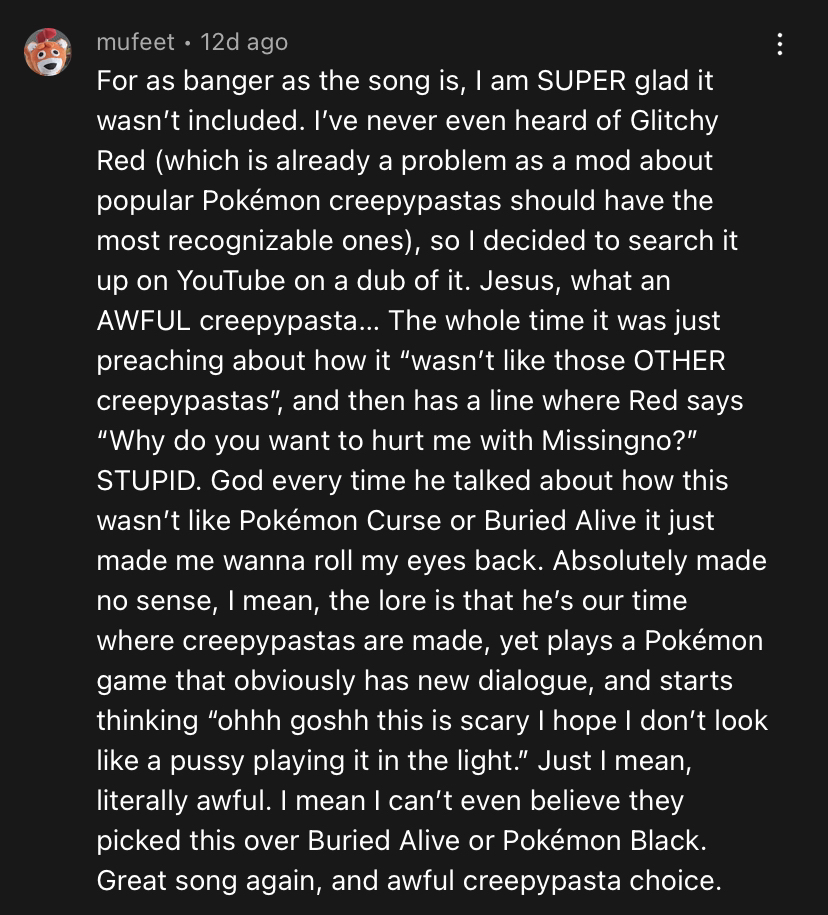 mufeet • 12d ago
For as banger as the song is, I am SUPER glad it
wasn’t included. I’ve never even heard of Glitchy
Red (which is already a problem as a mod about
popular Pokémon creepypastas should have the
most recognizable ones), so I decided to search it
up on YouTube on a dub of it. Jesus, what an
AWFUL creepypasta... The whole time it was just
preaching about how it “wasn’t like those OTHER
creepypastas”, and then has a line where Red says
“Why do you want to hurt me with Missingno?”
STUPID. God every time he talked about how this
wasn’t like Pokémon Curse or Buried Alive it just
made me wanna roll my eyes back. Absolutely made
no sense, I mean, the lore is that he’s our time
where creepypastas are made, yet plays a Pokémon
game that obviously has new dialogue, and starts
thinking “ohhh goshh this is scary I hope I don’t look
like a pussy playing it in the light.” Just I mean,
literally awful. I mean I can’t even believe they
picked this over Buried Alive or Pokémon Black.
Great song again, and awful creepypasta choice.